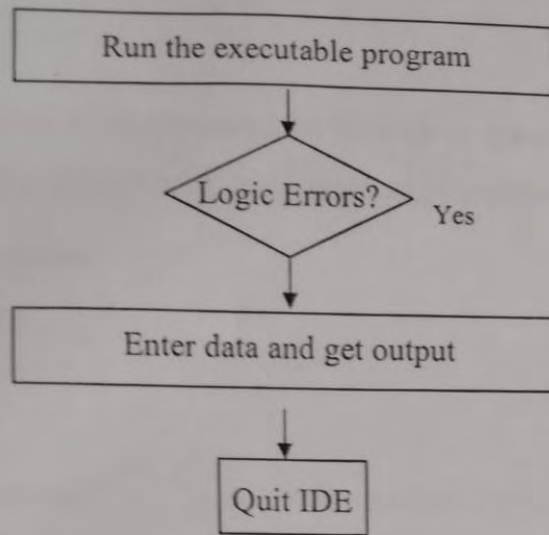 Run the executable program
Logic Errors?
Yes
Enter data and get output
Quit IDE